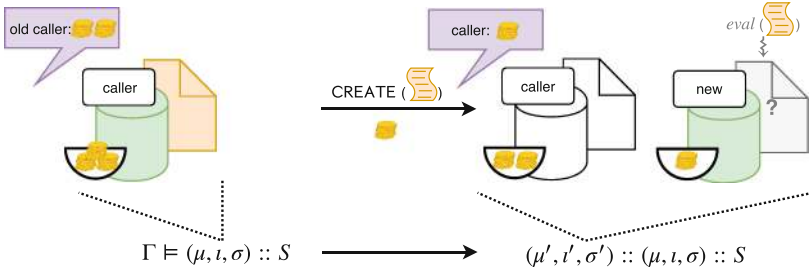 old caller:
caller
CREATE ( )
caller:
caller
eval ( )
new
?
Γ ⊨ (μ, ι, σ) :: S
(μ′, ι′, σ′) :: (μ, ι, σ) :: S